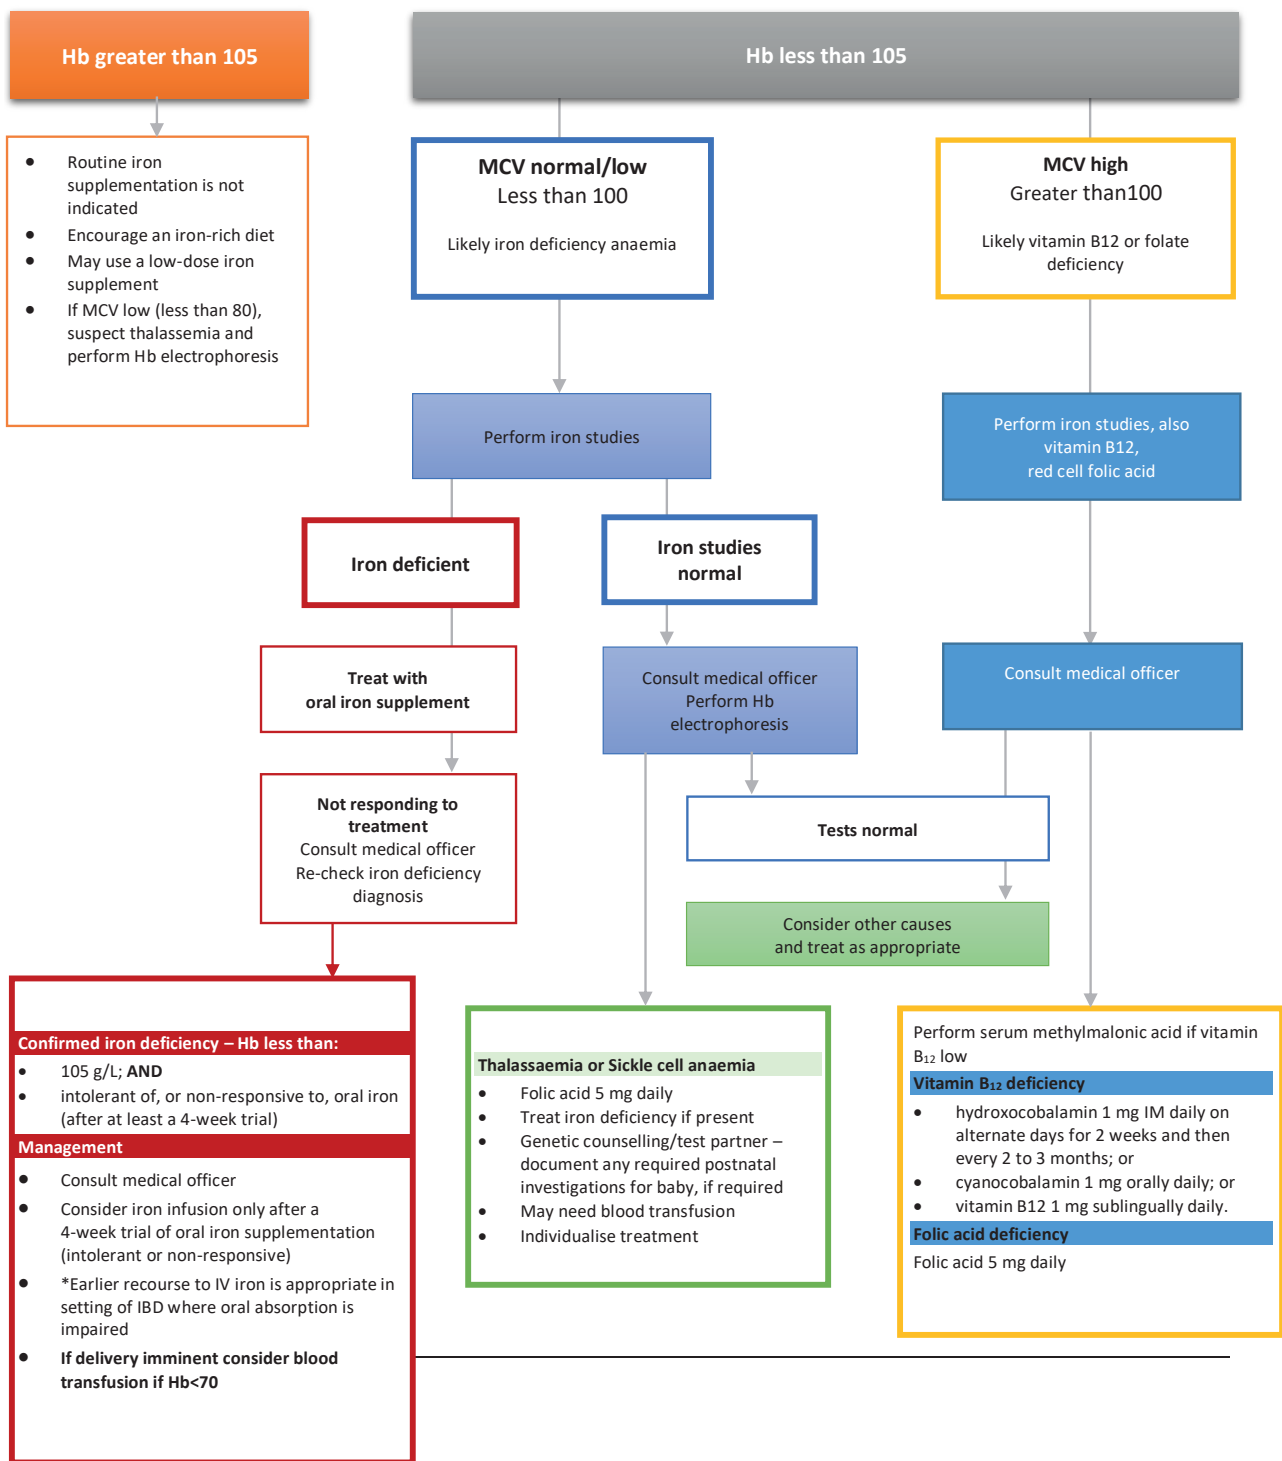 Hb greater than 105
Hb less than 105
• Routine iron
supplementation is not
indicated
• Encourage an iron-rich diet
• May use a low-dose iron
supplement
• If MCV low (less than 80),
suspect thalassemia and
perform Hb electrophoresis
MCV normal/low
Less than 100
Likely iron deficiency anaemia
MCV high
Greater than100
Likely vitamin B12 or folate
deficiency
Perform iron studies
Perform iron studies, also
vitamin B12,
red cell folic acid
Iron deficient
Iron studies
normal
Treat with
oral iron supplement
Consult medical officer
Perform Hb
electrophoresis
Consult medical officer
Not responding to
treatment
Consult medical officer
Re-check iron deficiency
diagnosis
Tests normal
Consider other causes
and treat as appropriate
Confirmed iron deficiency – Hb less than:
• 105 g/L; AND
• intolerant of, or non-responsive to, oral iron
(after at least a 4-week trial)
Management
• Consult medical officer
• Consider iron infusion only after a
4-week trial of oral iron supplementation
(intolerant or non-responsive)
• *Earlier recourse to IV iron is appropriate in
setting of IBD where oral absorption is
impaired
• If delivery imminent consider blood
transfusion if Hb<70
Thalassaemia or Sickle cell anaemia
• Folic acid 5 mg daily
• Treat iron deficiency if present
• Genetic counselling/test partner –
document any required postnatal
investigations for baby, if required
• May need blood transfusion
• Individualise treatment
Perform serum methylmalonic acid if vitamin
B₁₂ low
Vitamin B₁₂ deficiency
• hydroxocobalamin 1 mg IM daily on
alternate days for 2 weeks and then
every 2 to 3 months; or
• cyanocobalamin 1 mg orally daily; or
• vitamin B12 1 mg sublingually daily.
Folic acid deficiency
Folic acid 5 mg daily